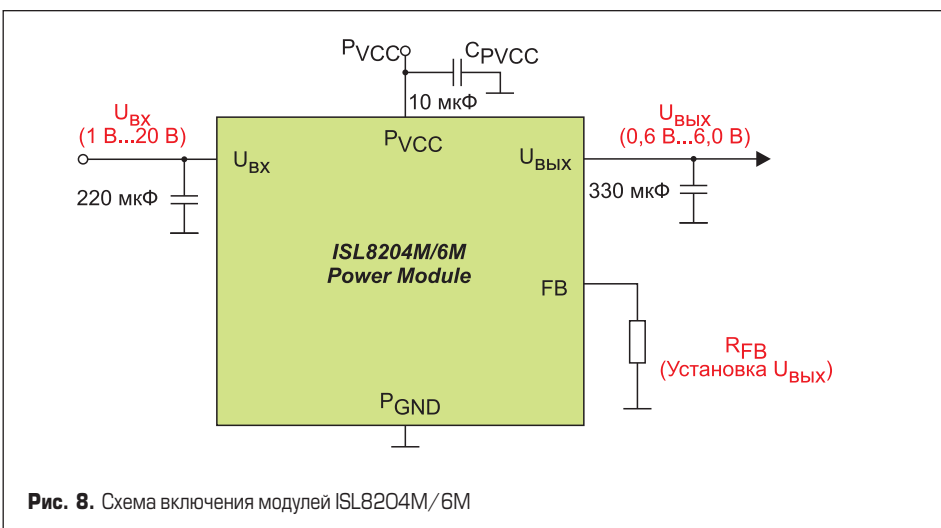 PVCC
CPVCC
10 мкФ
UВХ
(1 В...20 В)
UВЫХ
(0,6 В...6,0 В)
PVCC
UВХ
UВЫХ
220 мкФ
330 мкФ
ISL8204M/6M
Power Module
FB
RFB
(Установка UВЫХ)
PGND
Рис. 8. Схема включения модулей ISL8204M/6M